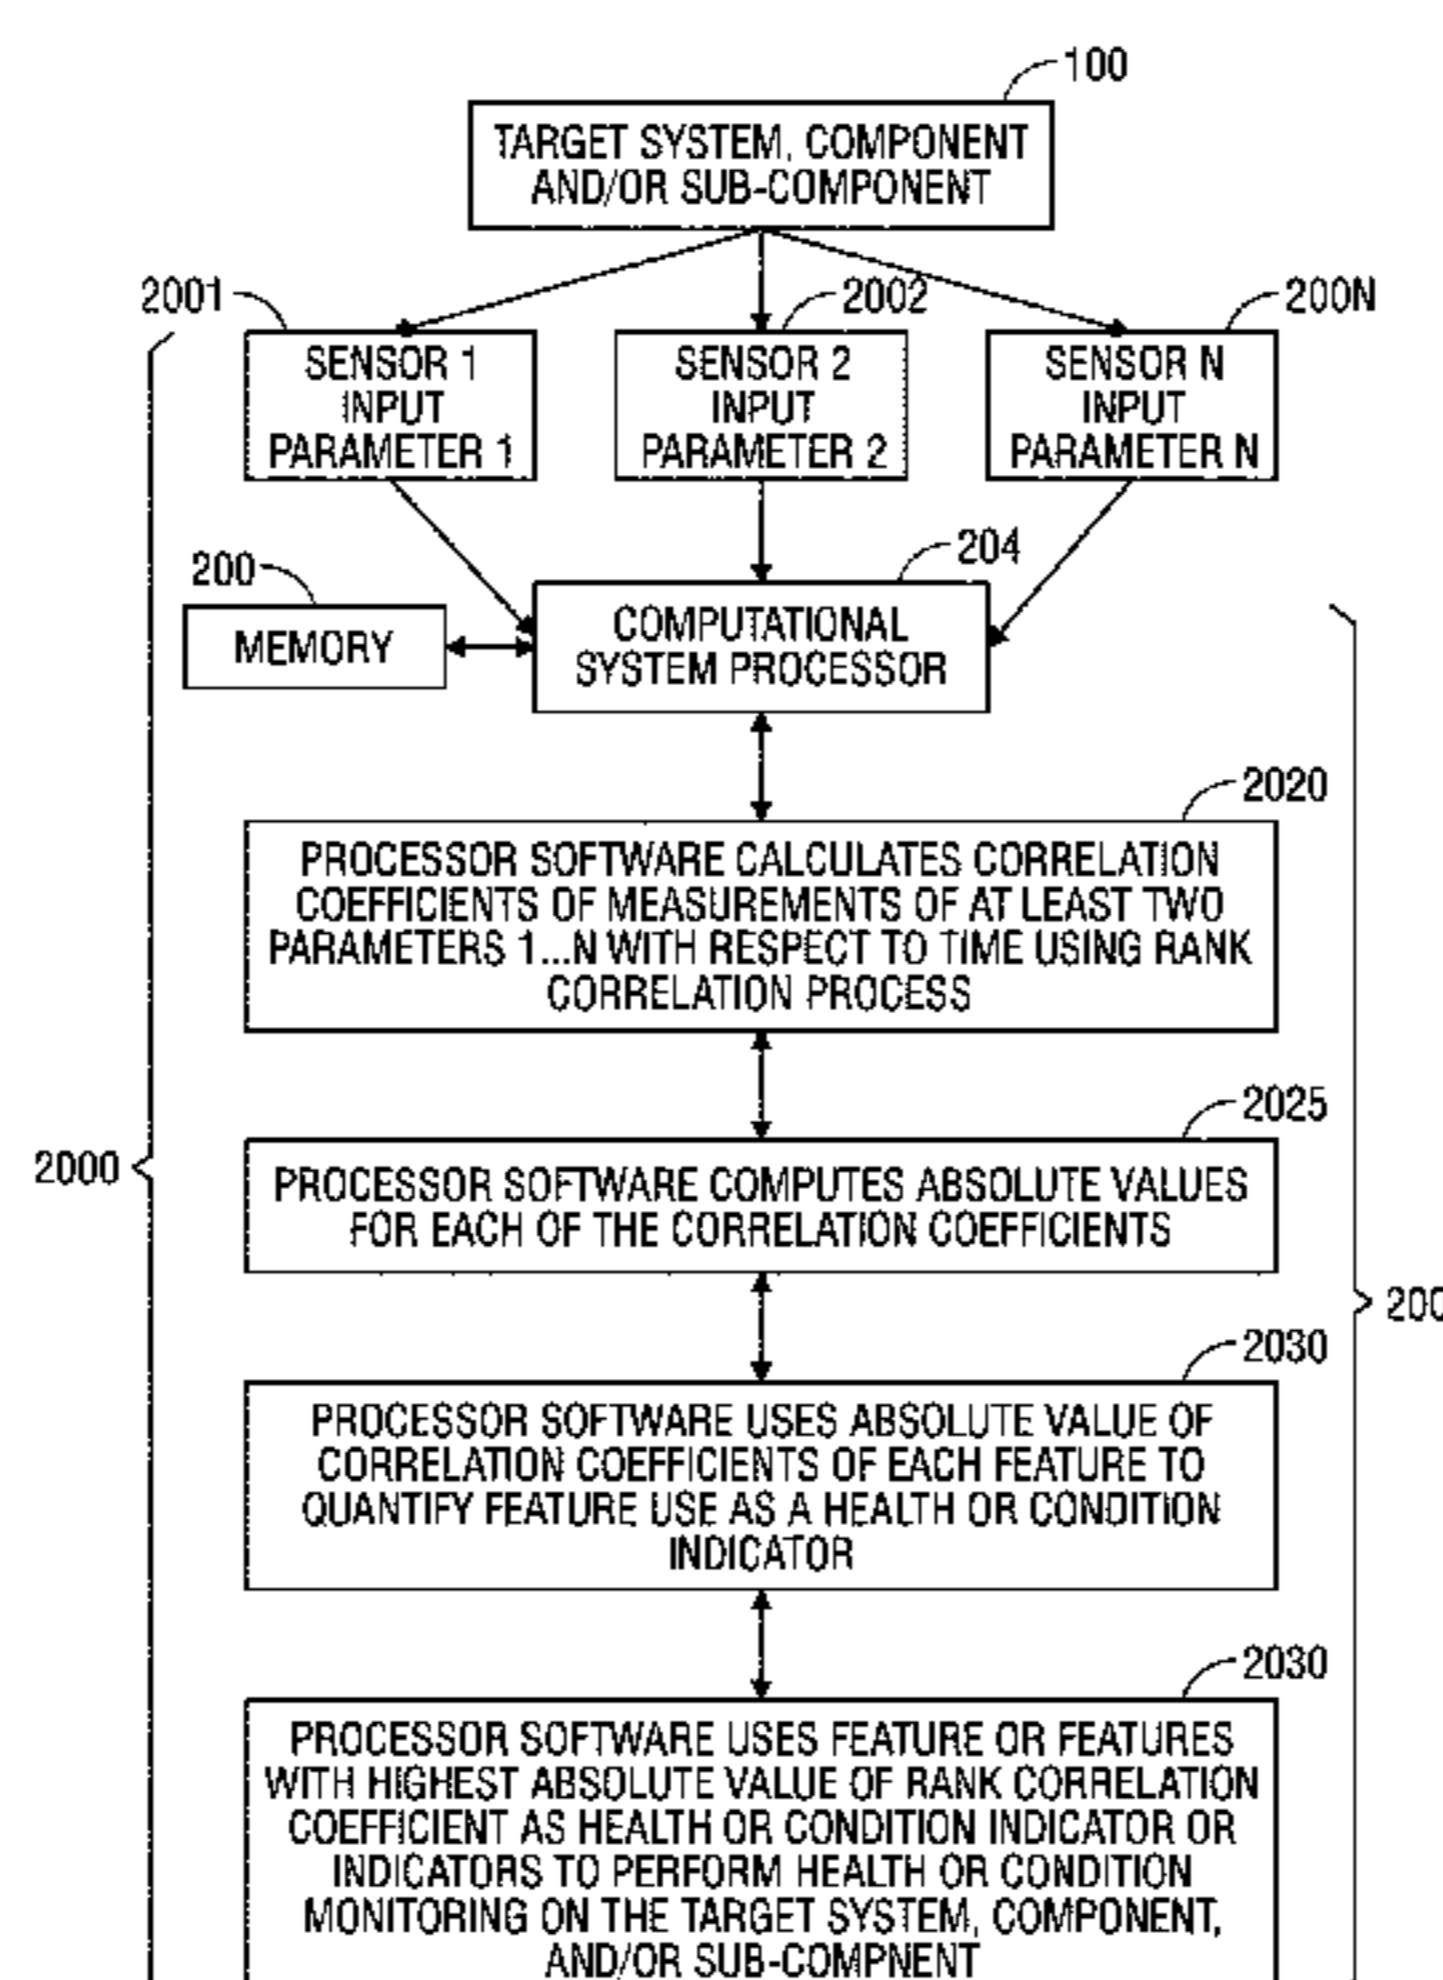 100
TARGET SYSTEM, COMPONENT
AND/OR SUB-COMPONENT
2001
2002
200N
SENSOR 1
INPUT
PARAMETER 1
SENSOR 2
INPUT
PARAMETER 2
SENSOR N
INPUT
PARAMETER N
200
MEMORY
204
COMPUTATIONAL
SYSTEM PROCESSOR
2020
PROCESSOR SOFTWARE CALCULATES CORRELATION
COEFFICIENTS OF MEASUREMENTS OF AT LEAST TWO
PARAMETERS 1...N WITH RESPECT TO TIME USING RANK
CORRELATION PROCESS
2025
2000
PROCESSOR SOFTWARE COMPUTES ABSOLUTE VALUES
FOR EACH OF THE CORRELATION COEFFICIENTS
200
2030
PROCESSOR SOFTWARE USES ABSOLUTE VALUE OF
CORRELATION COEFFICIENTS OF EACH FEATURE TO
QUANTIFY FEATURE USE AS A HEALTH OR CONDITION
INDICATOR
2030
PROCESSOR SOFTWARE USES FEATURE OR FEATURES
WITH HIGHEST ABSOLUTE VALUE OF RANK CORRELATION
COEFFICIENT AS HEALTH OR CONDITION INDICATOR OR
INDICATORS TO PERFORM HEALTH OR CONDITION
MONITORING ON THE TARGET SYSTEM, COMPONENT,
AND/OR SUB-COMPNENT